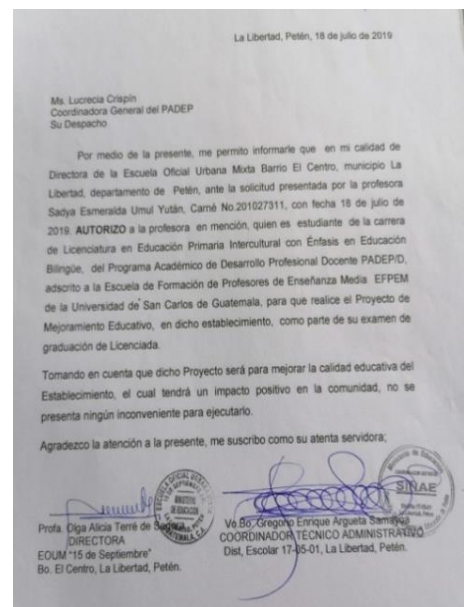 La Libertad, Petén, 18 de julio de 2019
Ms. Lucrecia Crispín
Coordinadora General del PADEP
Su Despacho
Por medio de la presente, me permito informarle que en mi calidad de
Directora de la Escuela Oficial Urbana Mixta Barrio El Centro, municipio La
Libertad, departamento de Petén, ante la solicitud presentada por la profesora
Sadya Esmeralda Umul Yután, Carné No.201027311, con fecha 18 de julio de
2019. AUTORIZO a la profesora en mención, quien es estudiante de la carrera
de Licenciatura en Educación Primaria Intercultural con Énfasis en Educación
Bilingüe, del Programa Académico de Desarrollo Profesional Docente PADEP/D,
adscrito a la Escuela de Formación de Profesores de Enseñanza Media EFPEM
de la Universidad de San Carlos de Guatemala, para que realice el Proyecto de
Mejoramiento Educativo, en dicho establecimiento, como parte de su examen de
graduación de Licenciada.
Tomando en cuenta que dicho Proyecto será para mejorar la calidad educativa del
Establecimiento, el cual tendrá un impacto positivo en la comunidad, no se
presenta ningún inconveniente para ejecutarlo.
Agradezco la atención a la presente, me suscribo como su atenta servidora;
MINISTERIO
DE EDUCACIÓN
SINAE
Profa. Olga Alicia Terré de
DIRECTORA
EOUM "15 de Septiembre"
Bo. El Centro, La Libertad, Petén.
Vo.Bo. Gregorio Enrique Argueta Samayoa
COORDINADOR TÉCNICO ADMINISTRATIVO
Dist, Escolar 17-05-01, La Libertad, Petén.